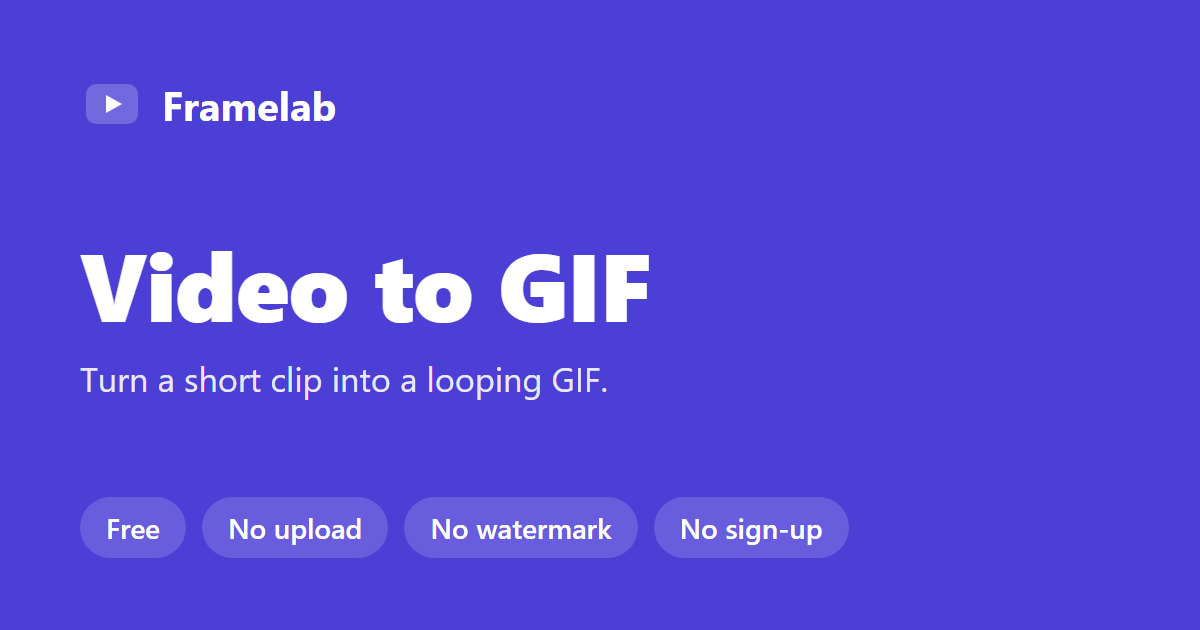 Framelab
Video to GIF
Turn a short clip into a looping GIF.
Free No upload No watermark No sign-up